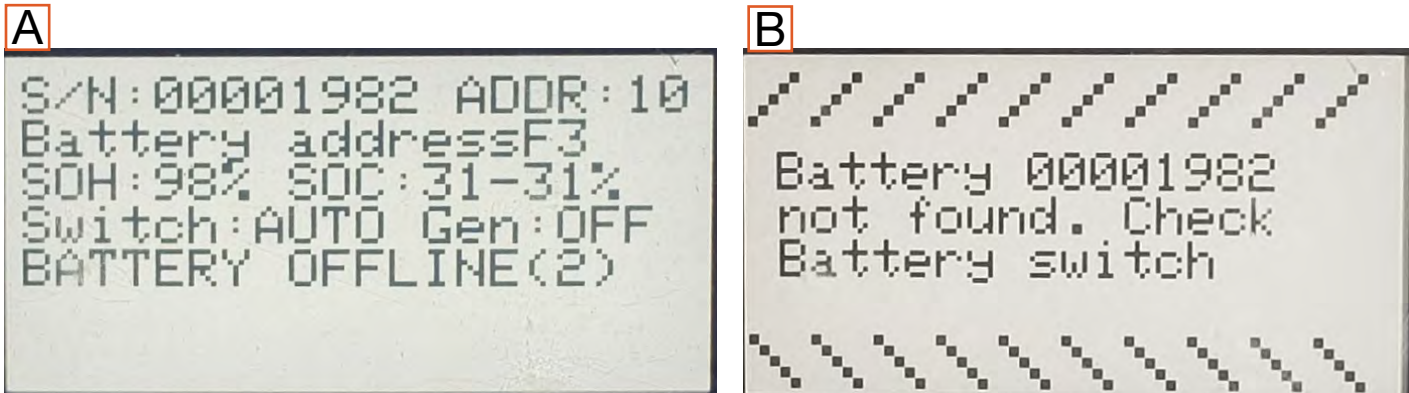 A
S/N:00001982 ADDR:10
Battery addressF3
SOH:98% SOC:31-31%
Switch:AUTO Gen:OFF
BATTERY OFFLINE(2)
B
Battery 00001982
not found. Check
Battery switch